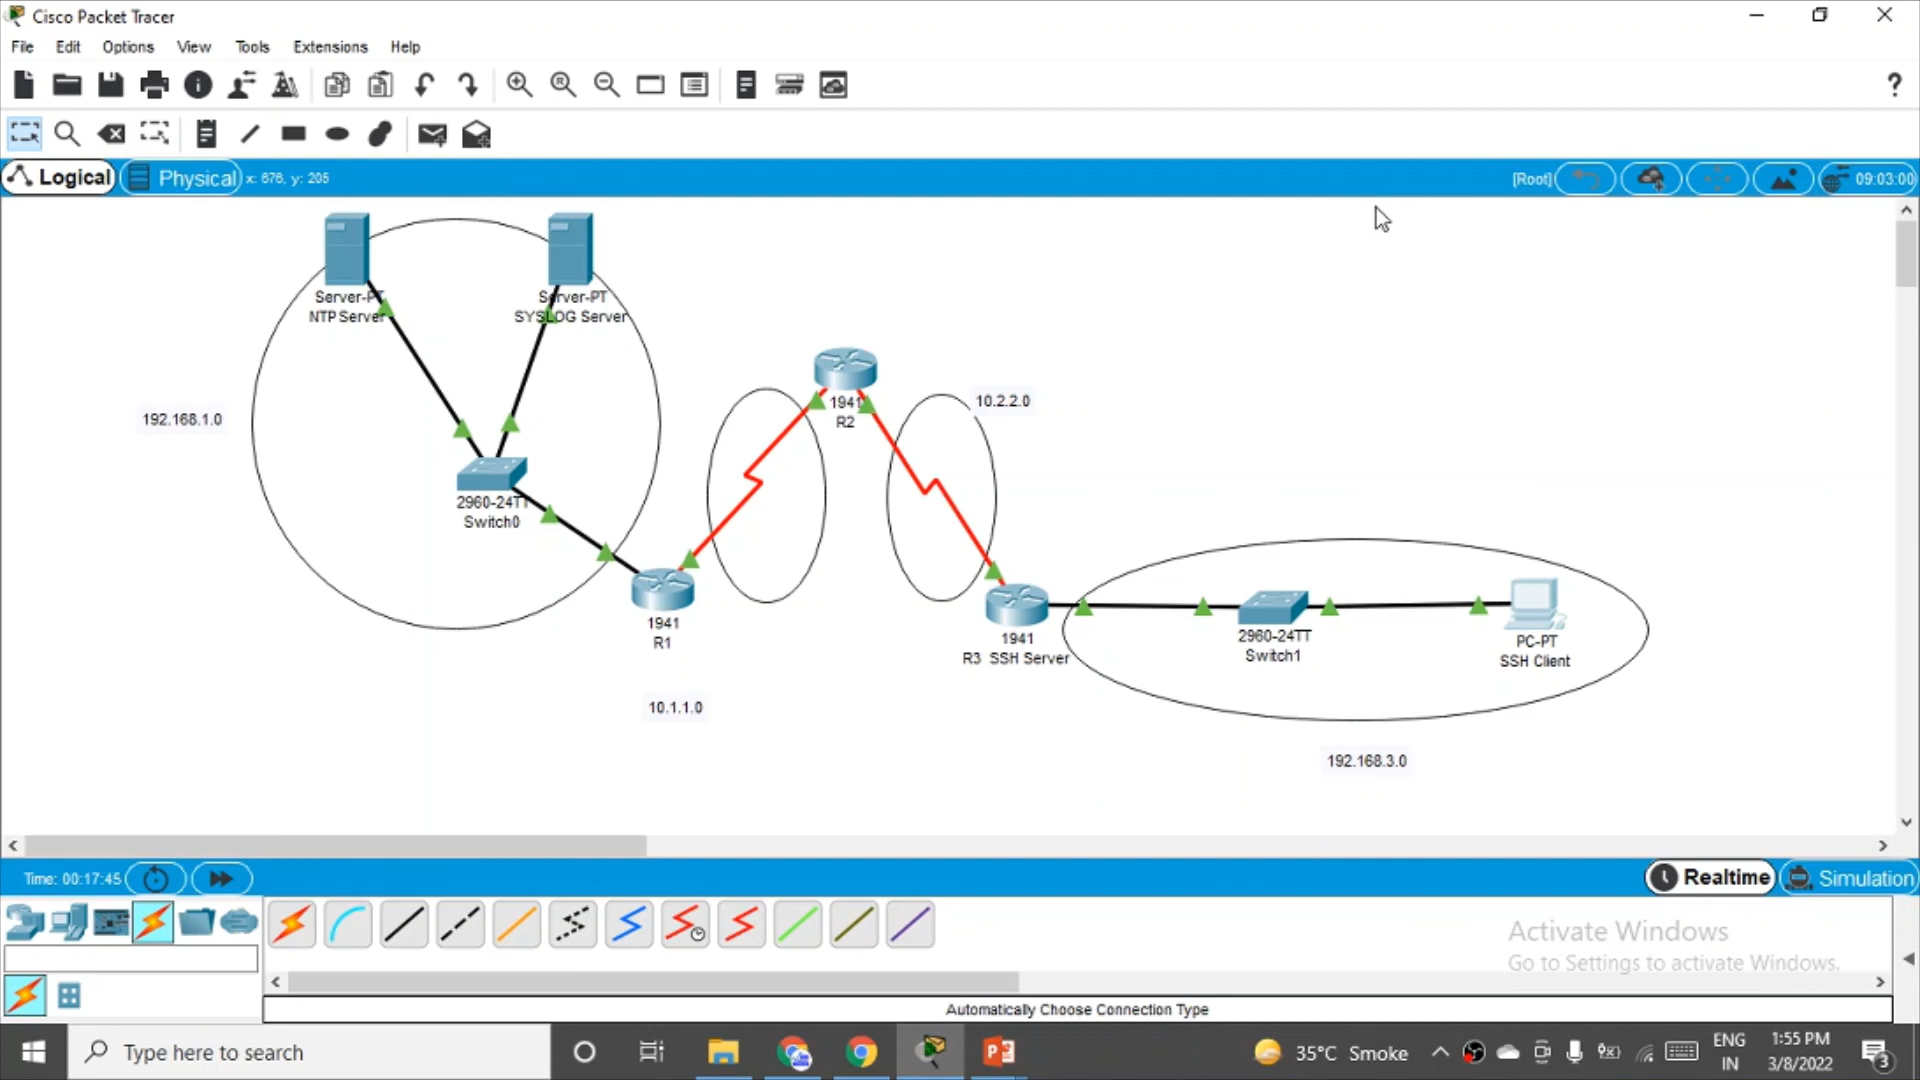 Cisco Packet Tracer
File Edit Options View Tools Extensions Help
?
Logical Physical x: 678, y: 205 [Root] 09:03:00
Server-PT
NTP Server
Server-PT
SYSLOG Server
192.168.1.0
1941
R2
10.2.2.0
2960-24TT
Switch0
1941
R1
1941
R3 SSH Server
2960-24TT
Switch1
PC-PT
SSH Client
10.1.1.0
192.168.3.0
Time: 00:17:45 Realtime Simulation
Activate Windows
Go to Settings to activate Windows.
Automatically Choose Connection Type
Type here to search
35°C Smoke
ENG
IN
1:55 PM
3/8/2022
3